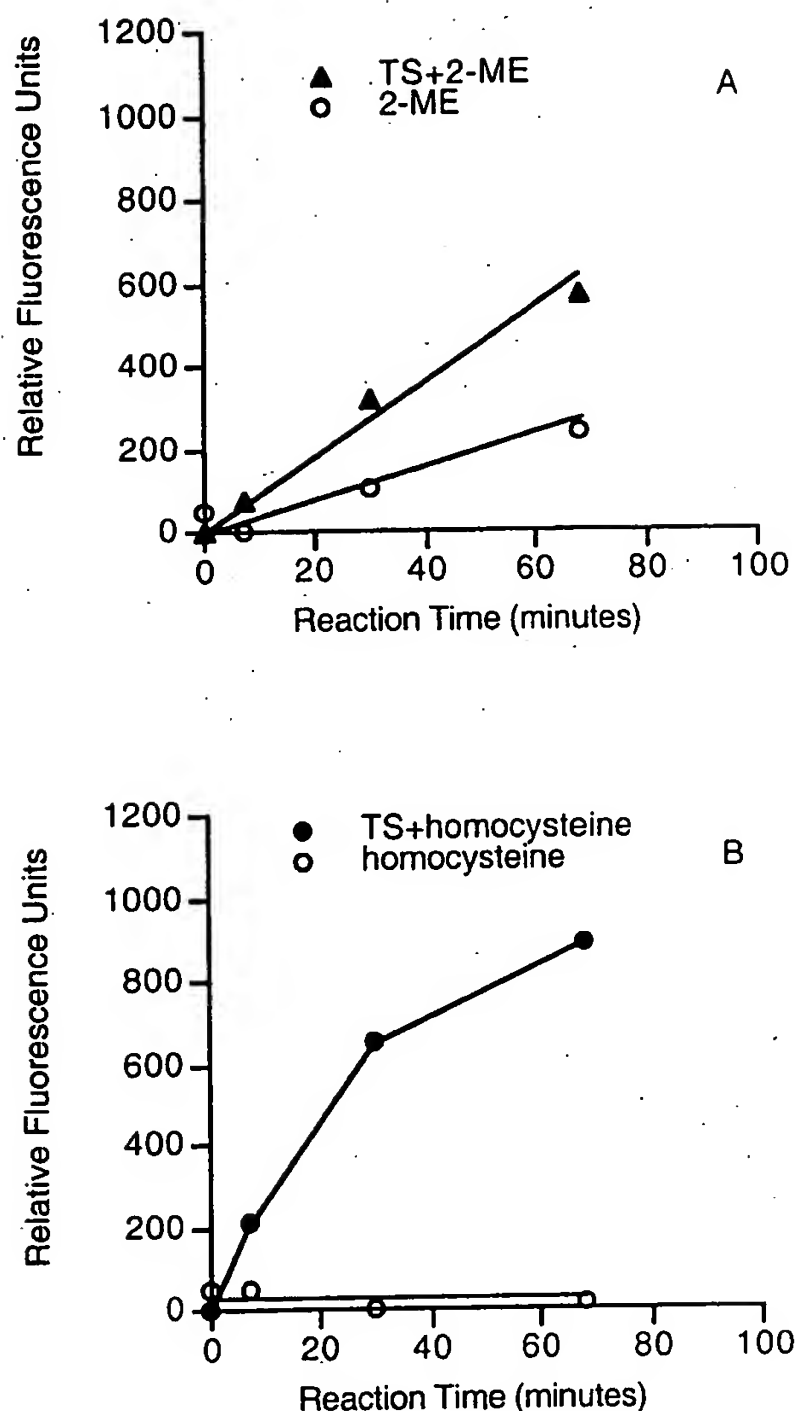 Relative Fluorescence Units
1200
1000
800
600
400
200
0
TS+2-ME
2-ME
A
0 20 40 60 80 100
Reaction Time (minutes)
Relative Fluorescence Units
1200
1000
800
600
400
200
0
TS+homocysteine
homocysteine
B
0 20 40 60 80 100
Reaction Time (minutes)